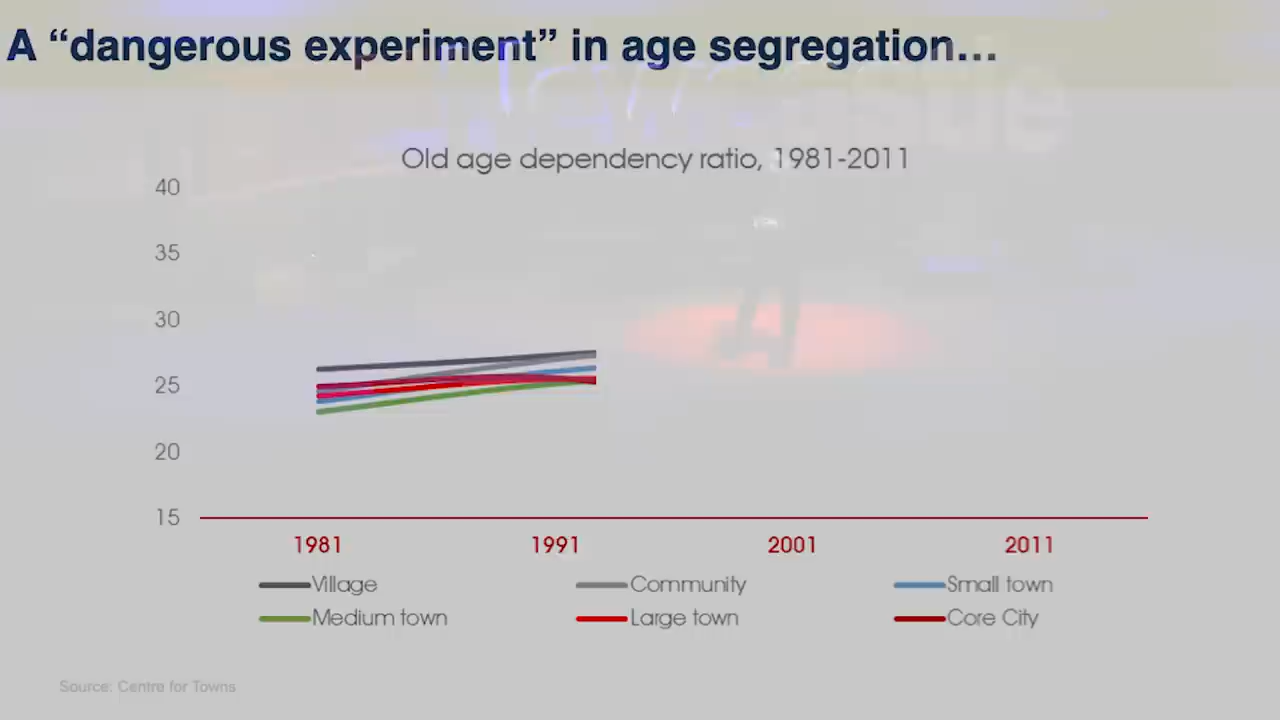 A “dangerous experiment” in age segregation…
Old age dependency ratio, 1981-2011
40
35
30
25
20
15
1981 1991 2001 2011
Village Community Small town
Medium town Large town Core City
Source: Centre for Towns